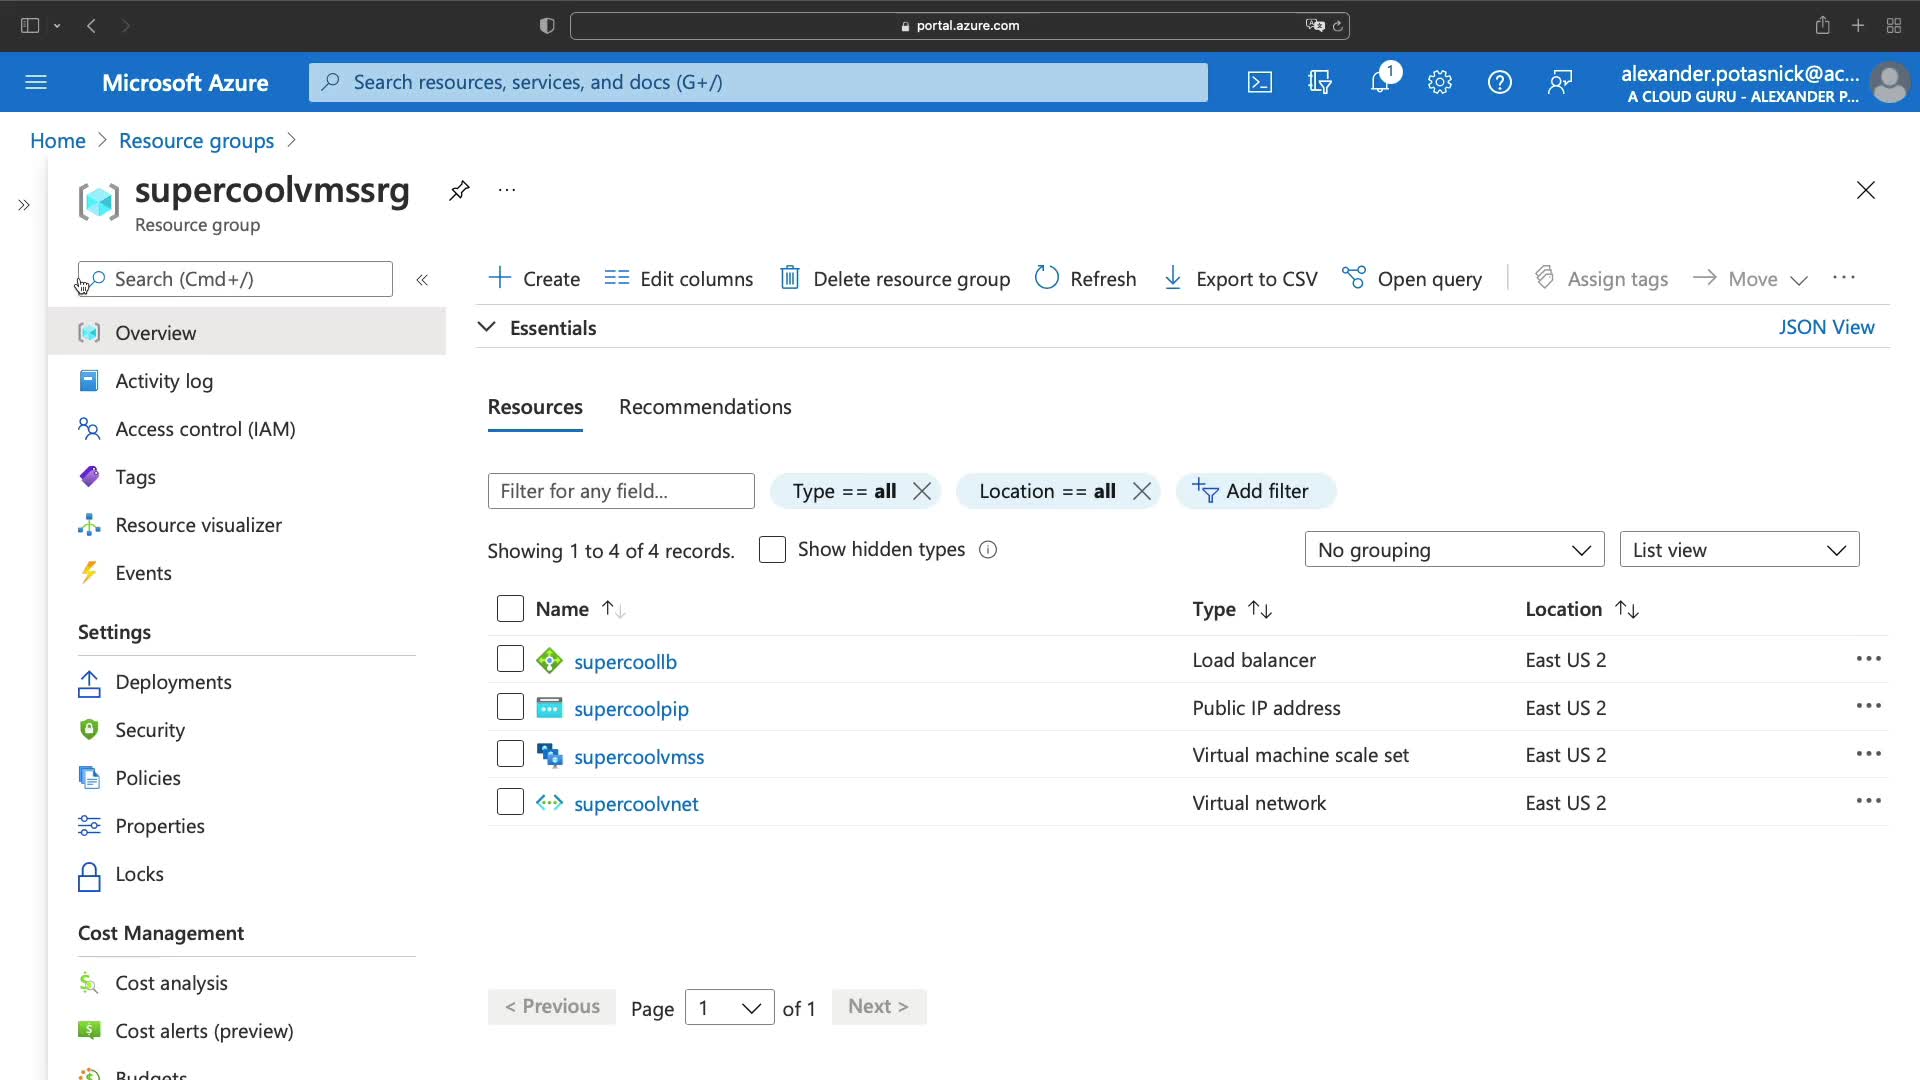 portal.azure.com
Microsoft Azure
Search resources, services, and docs (G+/)
1
alexander.potasnick@ac...
A CLOUD GURU - ALEXANDER P...
Home > Resource groups >
supercoolvmssrg
...
Resource group
Search (Cmd+/)
«
»
Create
Edit columns
Delete resource group
Refresh
Export to CSV
Open query
Assign tags
Move
...
Overview
Activity log
Access control (IAM)
Tags
Resource visualizer
Events
Settings
Deployments
Security
Policies
Properties
Locks
Cost Management
Cost analysis
Cost alerts (preview)
Budgets
Essentials
JSON View
Resources
Recommendations
Filter for any field...
Type == all
Location == all
Add filter
Showing 1 to 4 of 4 records.
Show hidden types
No grouping
List view
Name Type Location
supercoollb Load balancer East US 2 ...
supercoolpip Public IP address East US 2 ...
supercoolvmss Virtual machine scale set East US 2 ...
supercoolvnet Virtual network East US 2 ...
< Previous Page 1 of 1 Next >